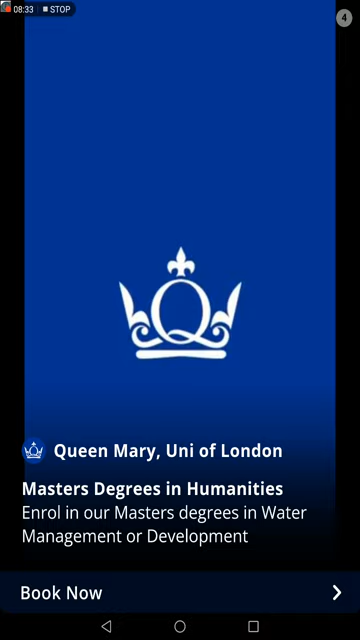 08:33 STOP
4
Q
Queen Mary, Uni of London
Masters Degrees in Humanities
Enrol in our Masters degrees in Water
Management or Development
Book Now